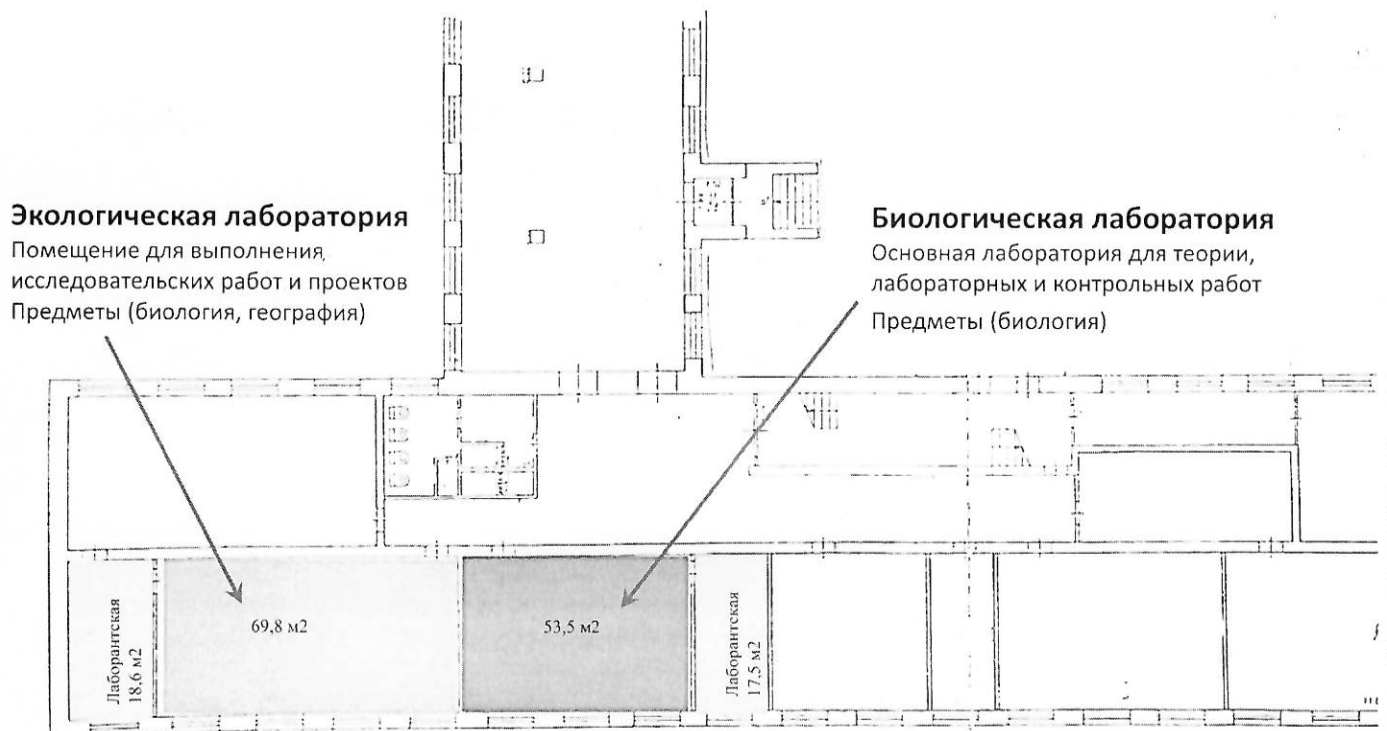 Экологическая лаборатория
Помещение для выполнения
исследовательских работ и проектов
Предметы (биология, география)
Биологическая лаборатория
Основная лаборатория для теории,
лабораторных и контрольных работ
Предметы (биология)
Лаборантская
18,6 м2
69,8 м2
53,5 м2
Лаборантская
17,5 м2